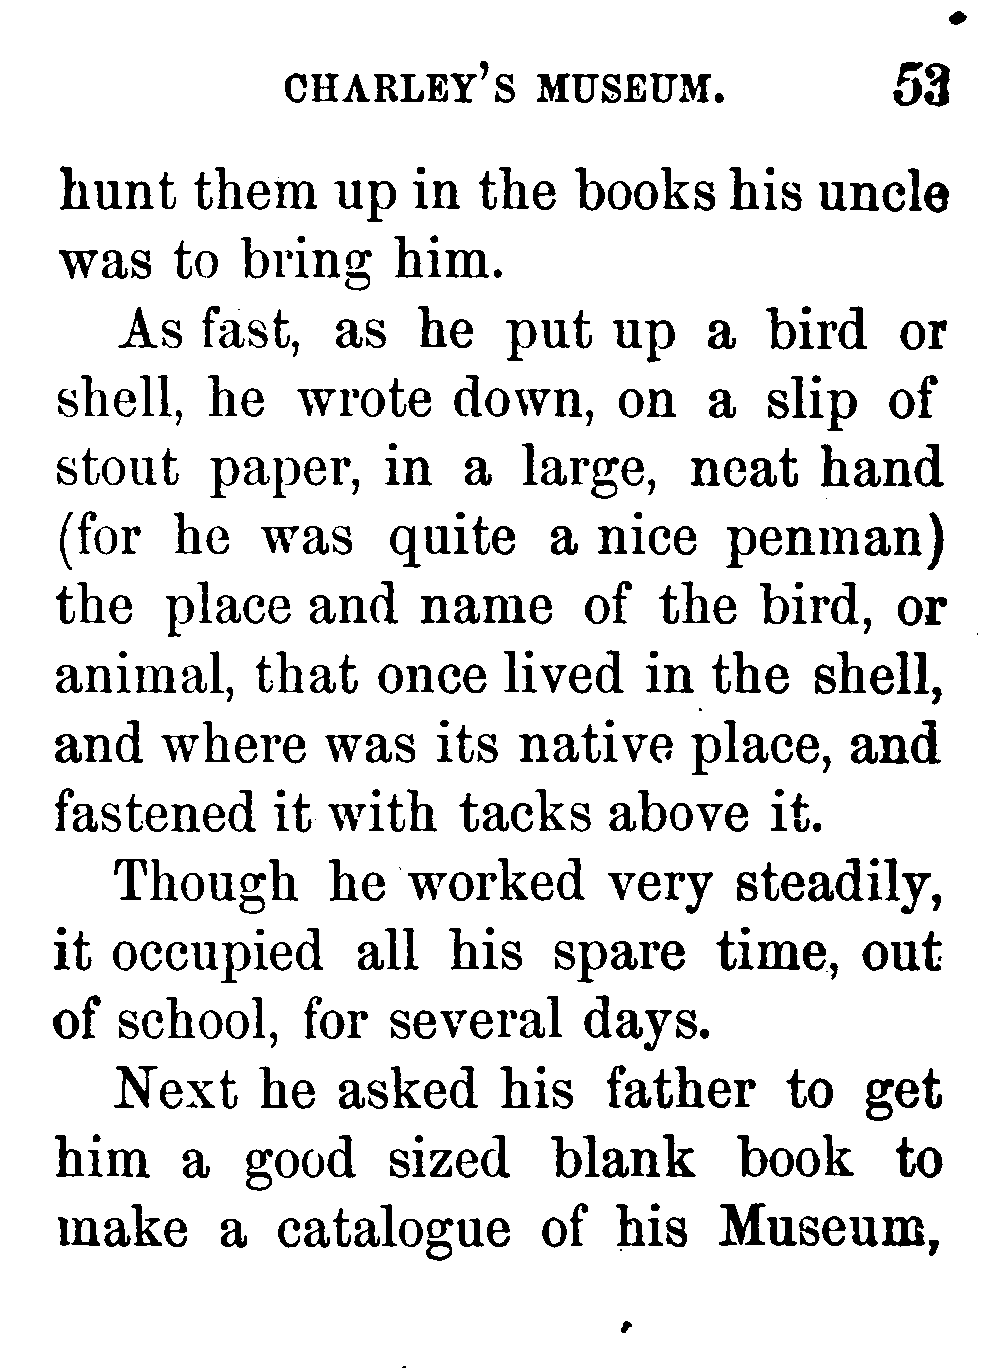 CHARLEY'S MUSEUM. 53
hunt them up in the books his uncle
was to bring him.
As fast, as he put up a bird or
shell, he wrote down, on a slip of
stout paper, in a large, neat hand
(for he was quite a nice penman)
the place and name of the bird, or
animal, that once lived in the shell,
and where was its native place, and
fastened it with tacks above it.
Though he worked very steadily,
it occupied all his spare time, out
of school, for several days.
Next he asked his father to get
him a good sized blank book to
make a catalogue of his Museum,